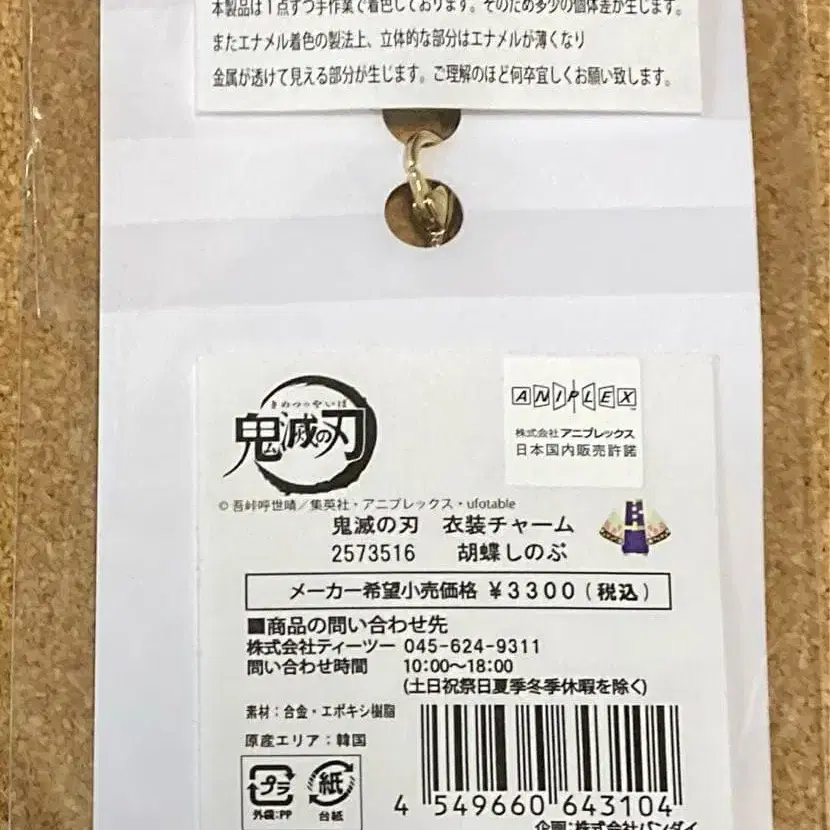 本製品は1点ずつ手作業で着色しております。そのため多少の個体差が生じます。
またエナメル着色の製法上、立体的な部分はエナメルが薄くなり
金属が透けて見える部分が生じます。ご理解のほど何卒宜しくお願い致します。
きめつのやいば
鬼滅の刃
ANIPLEX
株式会社アニプレックス
日本国内販売許諾
© 吾峠呼世晴/集英社・アニプレックス・ufotable
鬼滅の刃 衣装チャーム
2573516 胡蝶しのぶ
メーカー希望小売価格 ¥3300(税込)
■商品の問い合わせ先
株式会社ティーツー 045-624-9311
問い合わせ時間 10:00~18:00
(土日祝祭日夏季冬季休暇を除く)
素材:合金・エポキシ樹脂
原産エリア:韓国
プラ
外袋:PP
紙
台紙
4 549660 643104
企画:株式会社バンダイ